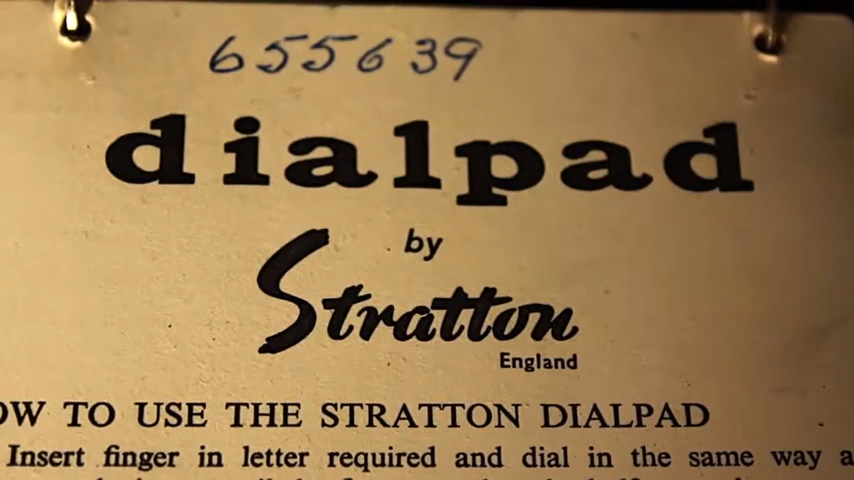 655639
dialpad
by
Stratton
England
OW TO USE THE STRATTON DIALPAD
Insert finger in letter required and dial in the same way a